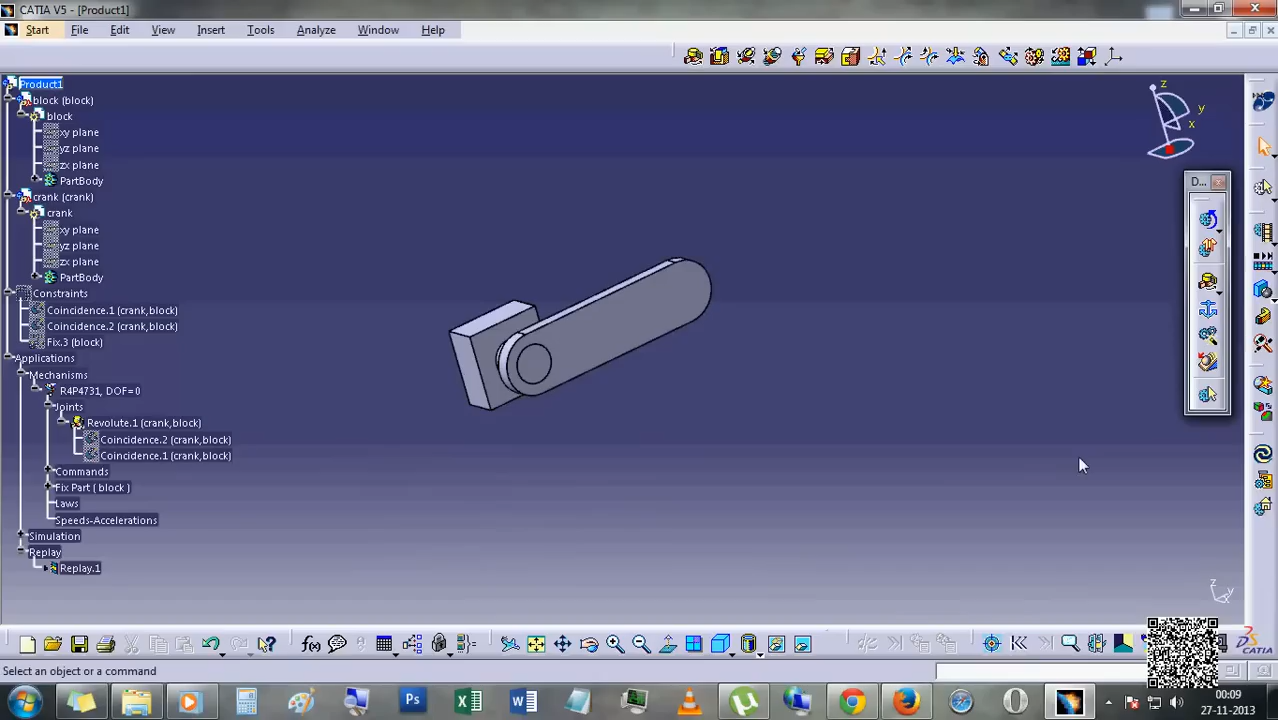 CATIA V5 - [Product1]
Start File Edit View Insert Tools Analyze Window Help
Product1
block (block)
block
xy plane
yz plane
zx plane
PartBody
crank (crank)
crank
xy plane
yz plane
zx plane
PartBody
Constraints
Coincidence.1 (crank,block)
Coincidence.2 (crank,block)
Fix.3 (block)
Applications
Mechanisms
R4P4731, DOF=0
Joints
Revolute.1 (crank,block)
Coincidence.2 (crank,block)
Coincidence.1 (crank,block)
Commands
Fix Part ( block )
Laws
Speeds-Accelerations
Simulation
Replay
Replay.1
z
y
x
D...
z
y
x
f(x)
CATIA
Select an object or a command
Ps
00:09
27-11-2013